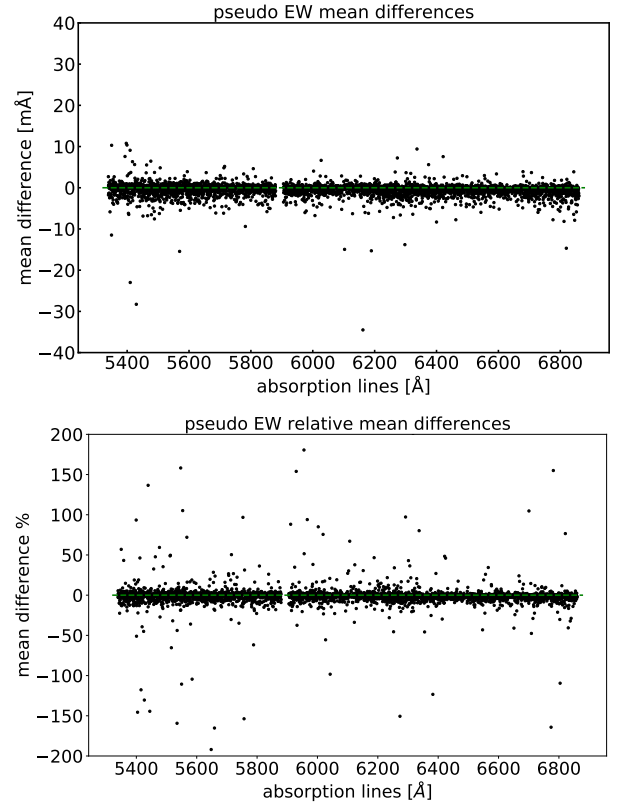 pseudo EW mean differences
40
30
20
10
0
−10
−20
−30
−40
mean difference [mÅ]
5400 5600 5800 6000 6200 6400 6600 6800
absorption lines [Å]
pseudo EW relative mean differences
200
150
100
50
0
−50
−100
−150
−200
mean difference %
5400 5600 5800 6000 6200 6400 6600 6800
absorption lines [Å]